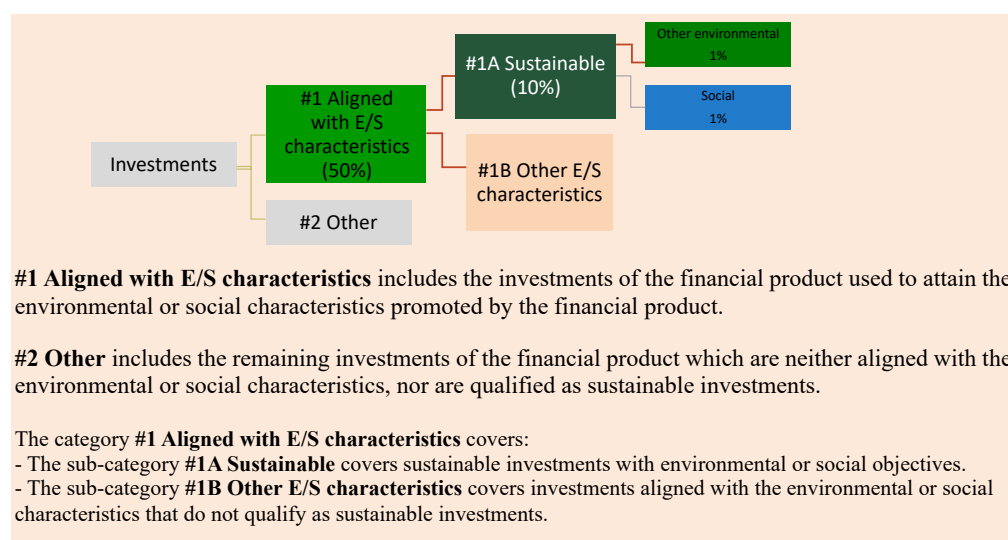 Other environmental
1%
#1A Sustainable
(10%)
Social
1%
#1 Aligned
with E/S
characteristics
(50%)
Investments
#1B Other E/S
characteristics
#2 Other
#1 Aligned with E/S characteristics includes the investments of the financial product used to attain the
environmental or social characteristics promoted by the financial product.
#2 Other includes the remaining investments of the financial product which are neither aligned with the
environmental or social characteristics, nor are qualified as sustainable investments.
The category #1 Aligned with E/S characteristics covers:
- The sub-category #1A Sustainable covers sustainable investments with environmental or social objectives.
- The sub-category #1B Other E/S characteristics covers investments aligned with the environmental or social
characteristics that do not qualify as sustainable investments.